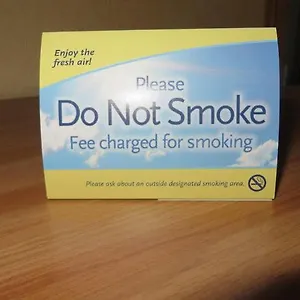 Enjoy the
fresh air!
Please
Do Not Smoke
Fee charged for smoking
Please ask about an outside designated smoking area.